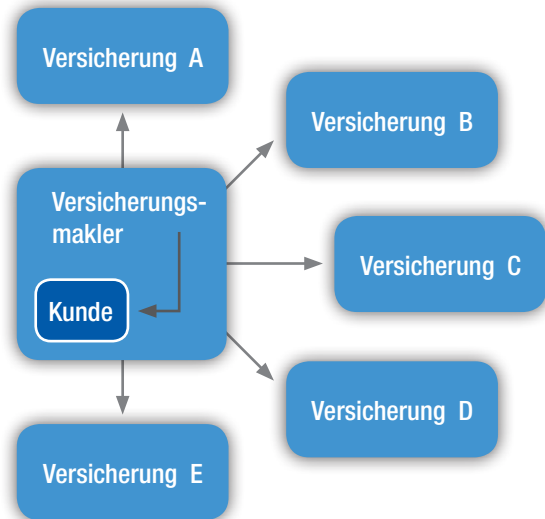 Versicherung A
Versicherung B
Versicherungs-
makler
Versicherung C
Kunde
Versicherung D
Versicherung E